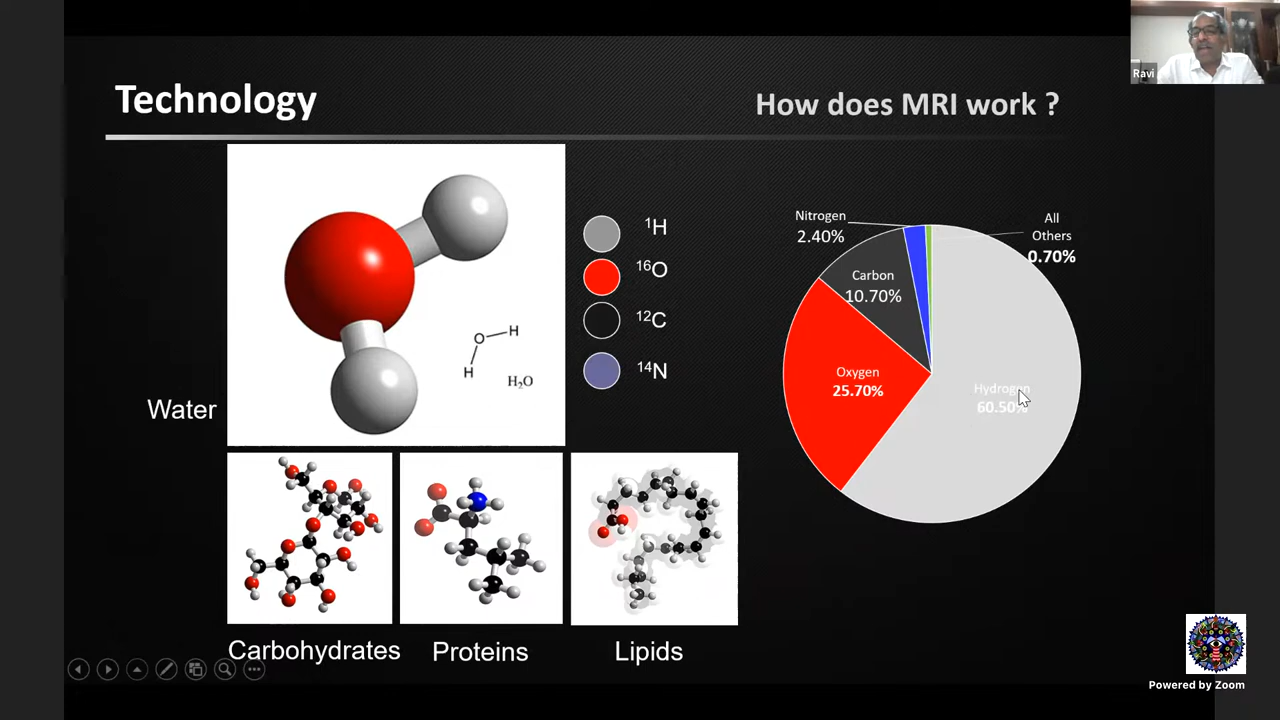 Ravi
Technology
How does MRI work ?
H
O
H
H₂O
Water
¹H
¹⁶O
¹²C
¹⁴N
Nitrogen
2.40%
All
Others
0.70%
Carbon
10.70%
Oxygen
25.70%
Hydrogen
60.50%
Carbohydrates
Proteins
Lipids
Powered by Zoom